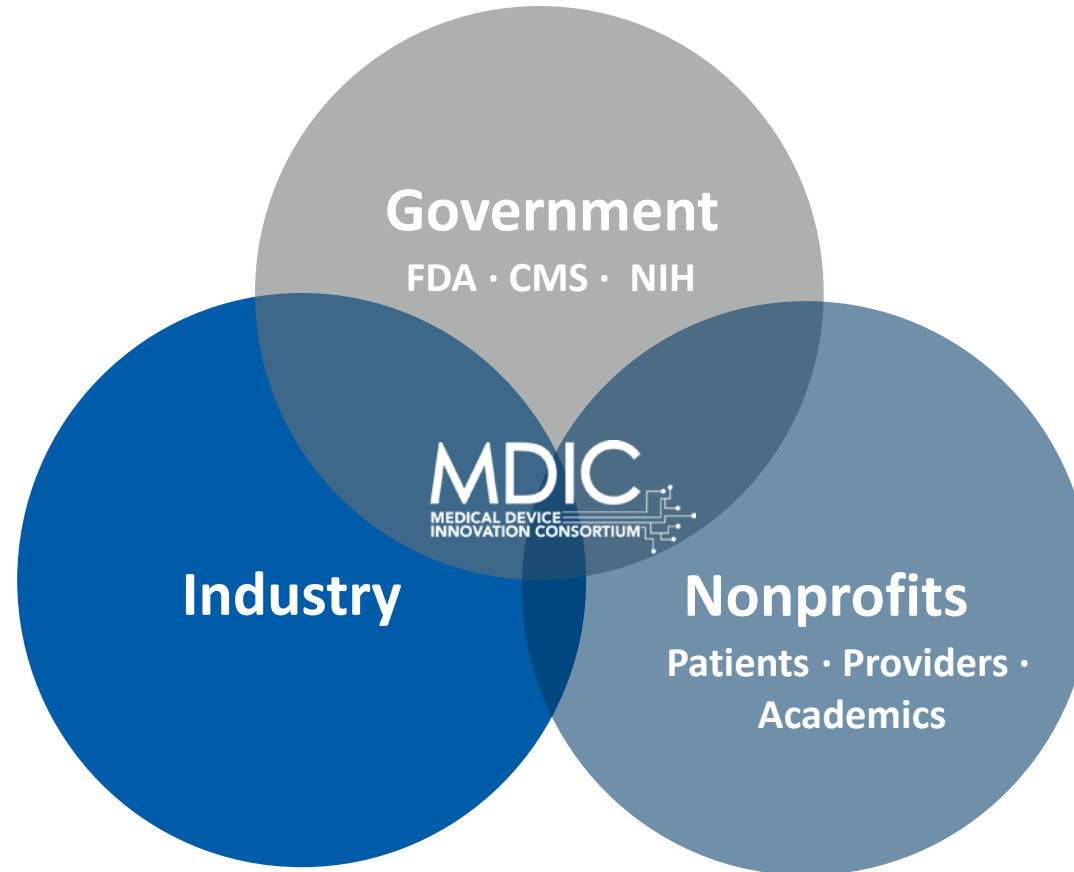 Government
FDA · CMS · NIH
MDIC
MEDICAL DEVICE
INNOVATION CONSORTIUM
Industry
Nonprofits
Patients · Providers ·
Academics